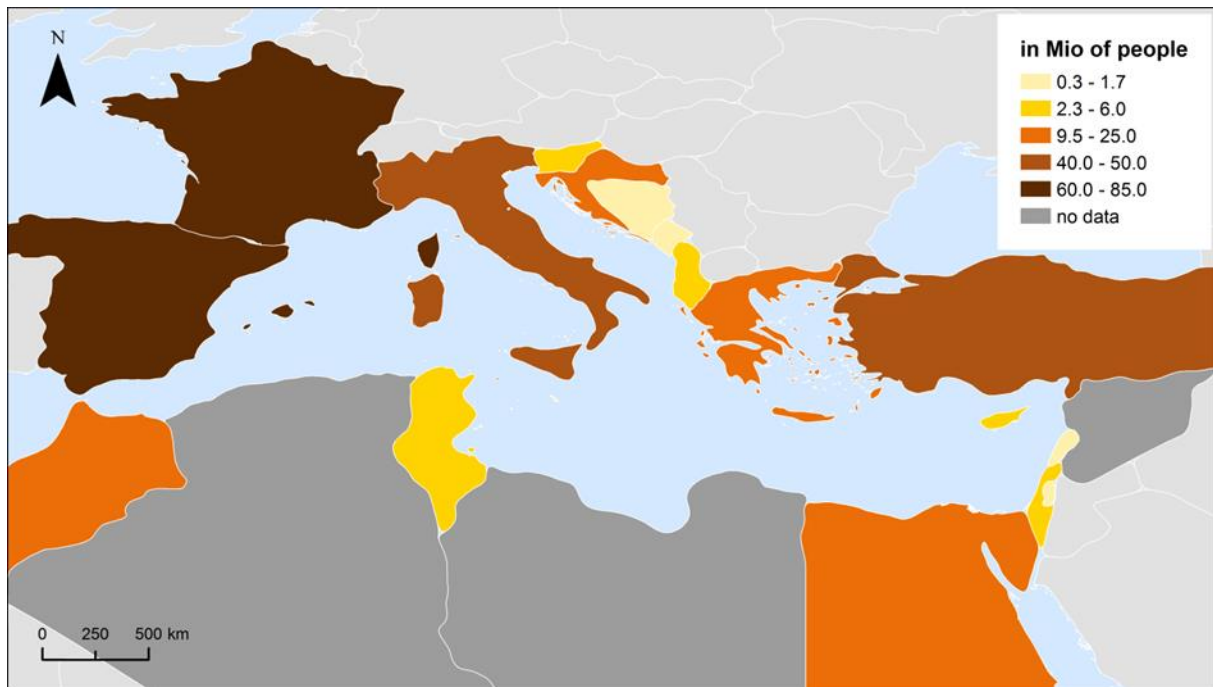 N
in Mio of people
0.3 - 1.7
2.3 - 6.0
9.5 - 25.0
40.0 - 50.0
60.0 - 85.0
no data
0 250 500 km